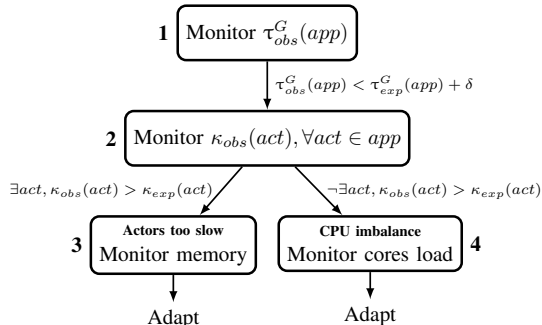 1 Monitor τ^G_obs(app)
τ^G_obs(app) < τ^G_exp(app) + δ
2 Monitor κ_obs(act), ∀act ∈ app
∃act, κ_obs(act) > κ_exp(act)
¬∃act, κ_obs(act) > κ_exp(act)
3
Actors too slow
Monitor memory
CPU imbalance
Monitor cores load
4
Adapt
Adapt